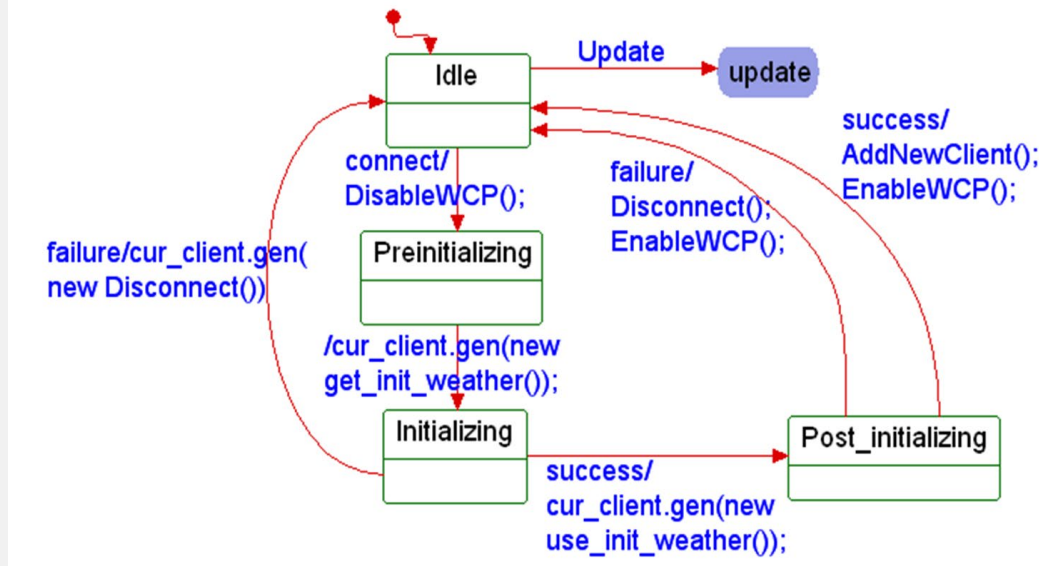 Update
Idle
update
success/
AddNewClient();
EnableWCP();
connect/
DisableWCP();
failure/
Disconnect();
EnableWCP();
failure/cur_client.gen(
new Disconnect())
Preinitializing
/cur_client.gen(new
get_init_weather());
Initializing
Post_initializing
success/
cur_client.gen(new
use_init_weather());